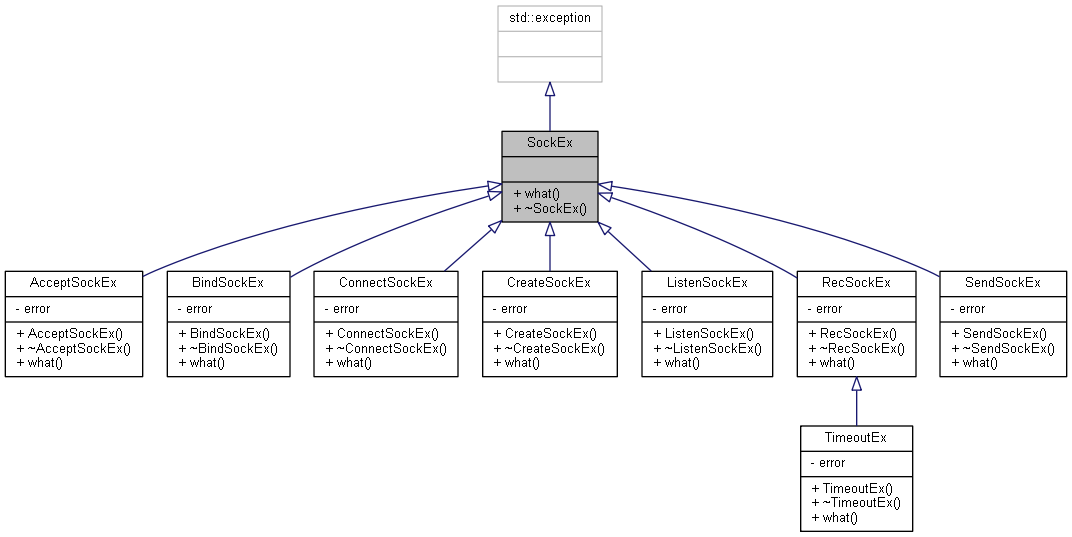 std::exception
SockEx
+ what()
+ ~SockEx()
AcceptSockEx
- error
+ AcceptSockEx()
+ ~AcceptSockEx()
+ what()
BindSockEx
- error
+ BindSockEx()
+ ~BindSockEx()
+ what()
ConnectSockEx
- error
+ ConnectSockEx()
+ ~ConnectSockEx()
+ what()
CreateSockEx
- error
+ CreateSockEx()
+ ~CreateSockEx()
+ what()
ListenSockEx
- error
+ ListenSockEx()
+ ~ListenSockEx()
+ what()
RecSockEx
- error
+ RecSockEx()
+ ~RecSockEx()
+ what()
SendSockEx
- error
+ SendSockEx()
+ ~SendSockEx()
+ what()
TimeoutEx
- error
+ TimeoutEx()
+ ~TimeoutEx()
+ what()